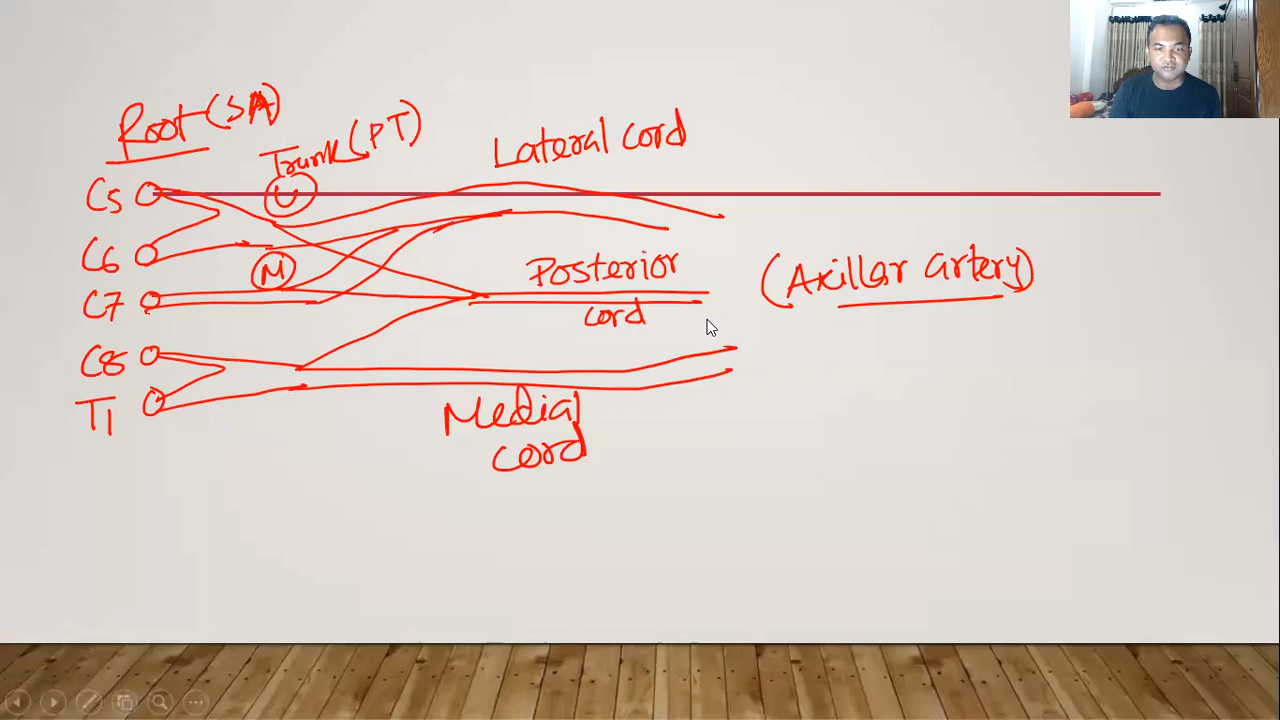 Root (SA)
Trunk (PT)
Lateral cord
C5
U
C6
M
Posterior
(Axillar artery)
C7
cord
C8
T1
Medial
cord